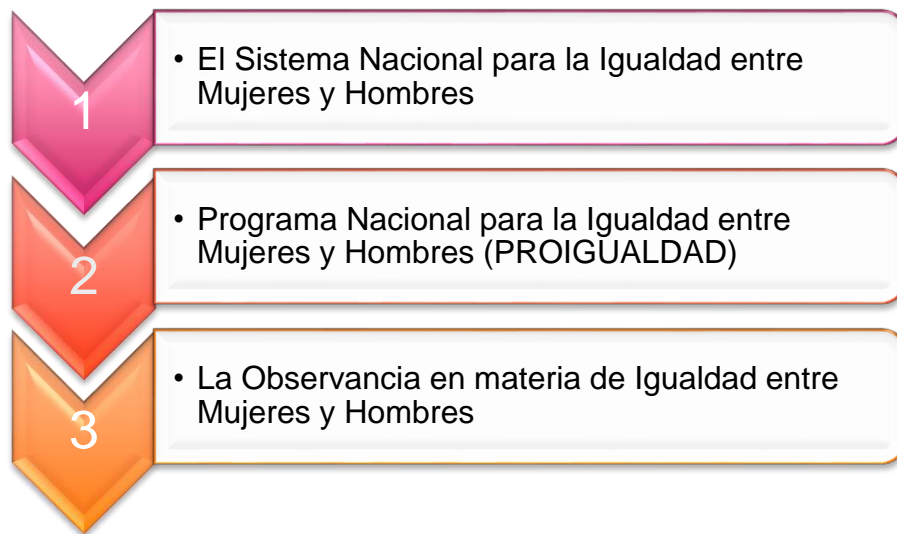 1
• El Sistema Nacional para la Igualdad entre
Mujeres y Hombres
2
• Programa Nacional para la Igualdad entre
Mujeres y Hombres (PROIGUALDAD)
3
• La Observancia en materia de Igualdad entre
Mujeres y Hombres